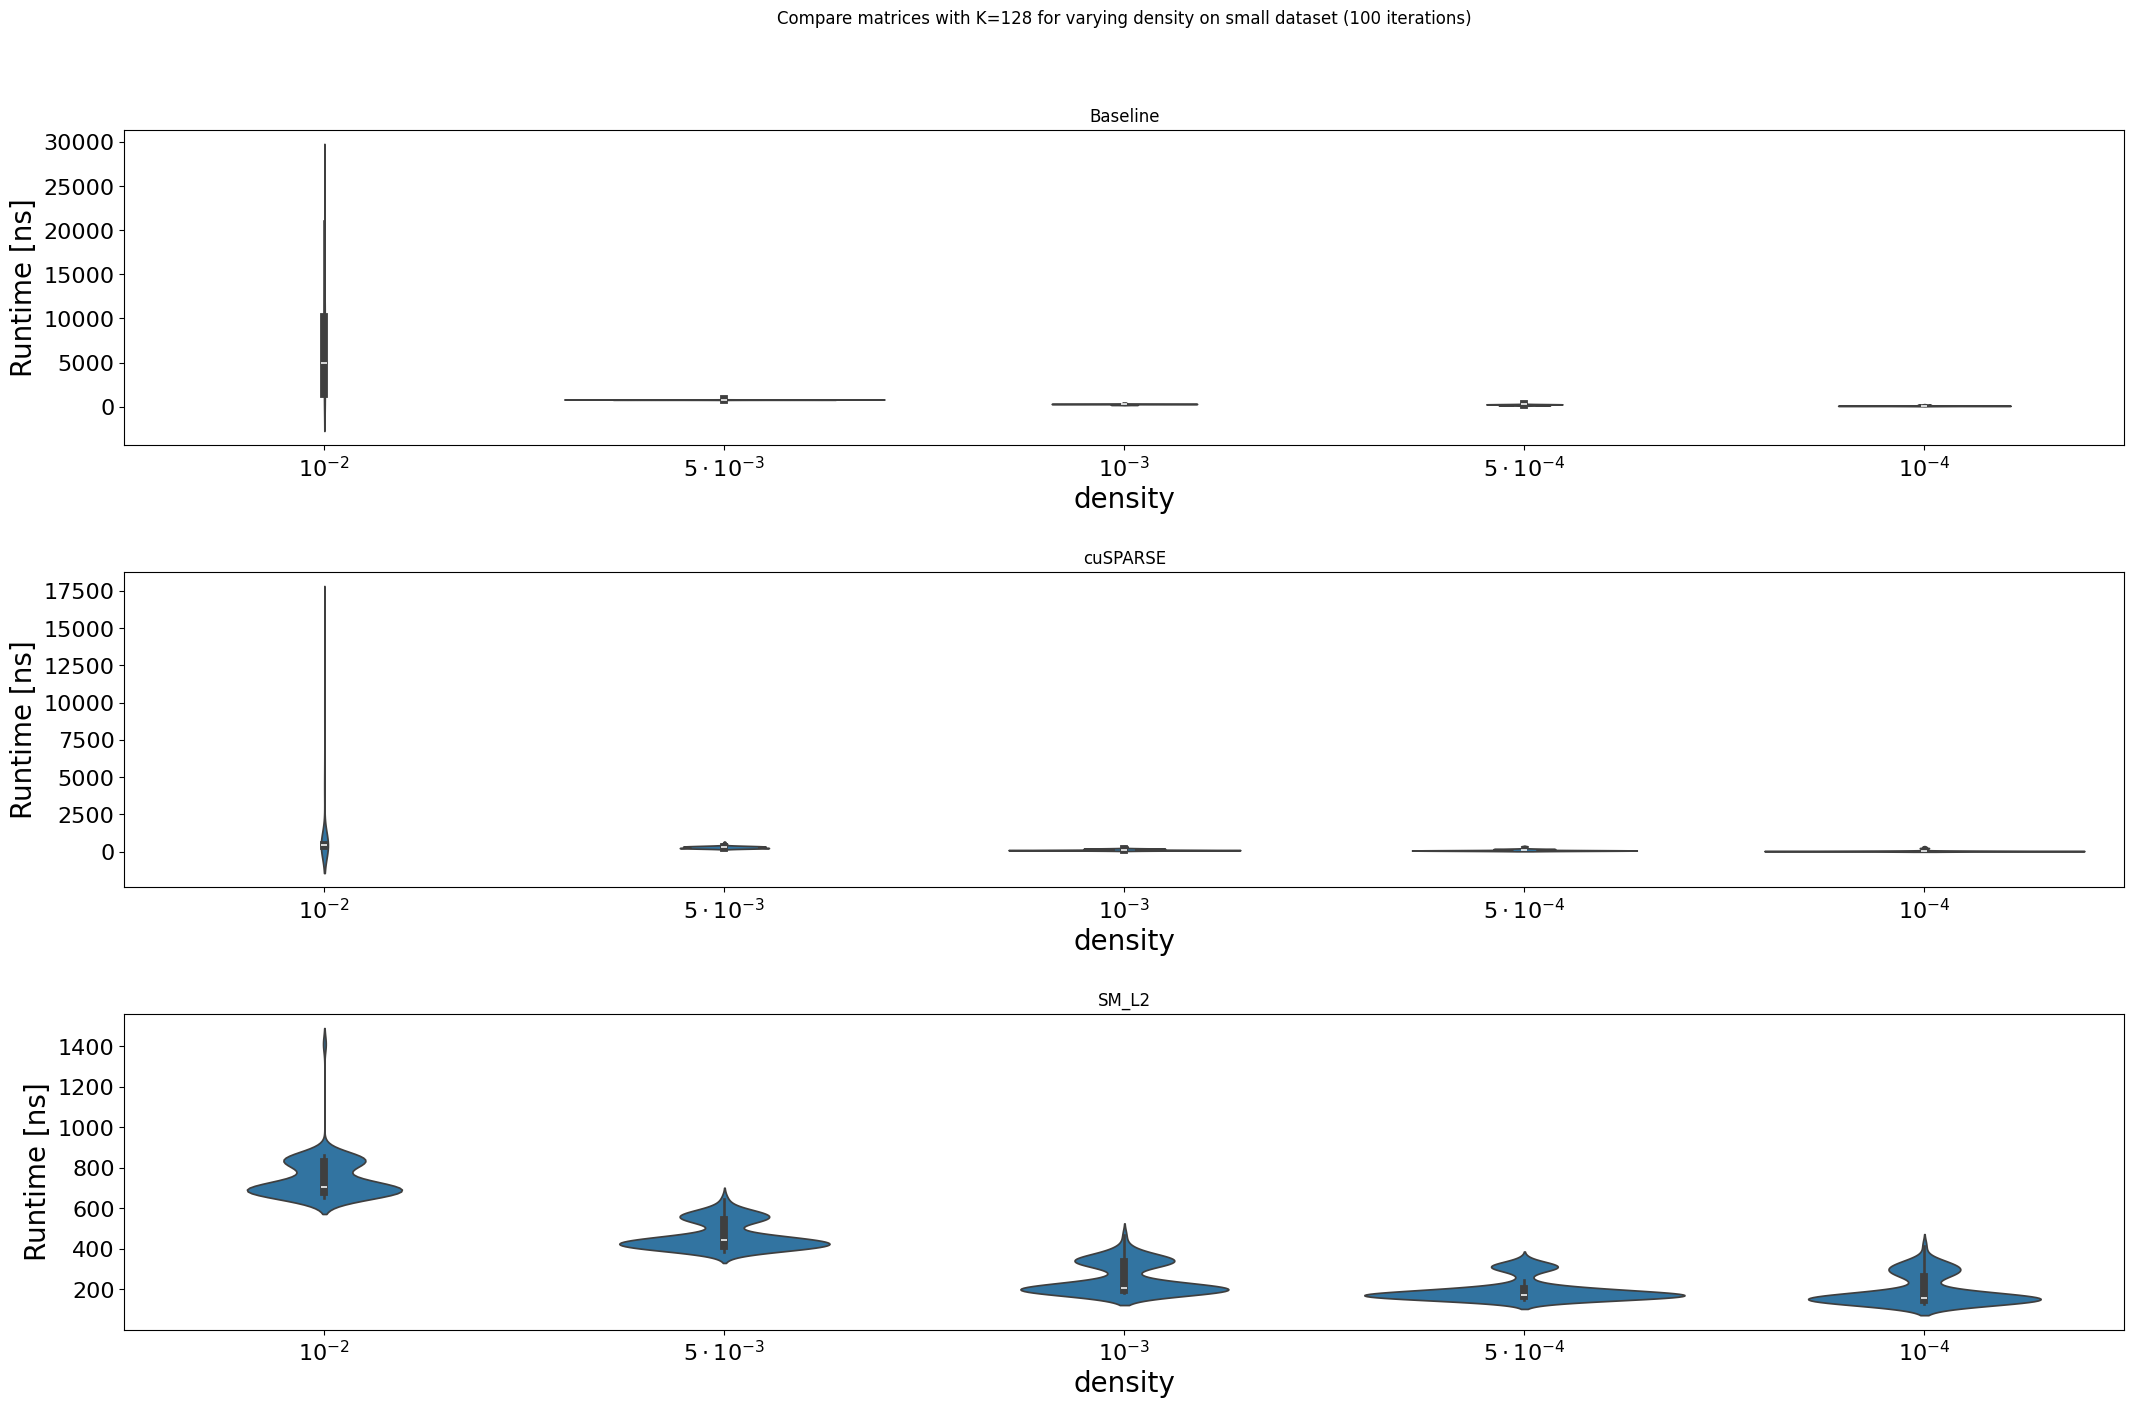 Compare matrices with K=128 for varying density on small dataset (100 iterations)
Baseline
Runtime [ns]
30000
25000
20000
15000
10000
5000
0
10⁻² 5·10⁻³ 10⁻³ 5·10⁻⁴ 10⁻⁴
density
cuSPARSE
Runtime [ns]
17500
15000
12500
10000
7500
5000
2500
0
10⁻² 5·10⁻³ 10⁻³ 5·10⁻⁴ 10⁻⁴
density
SM_L2
Runtime [ns]
1400
1200
1000
800
600
400
200
10⁻² 5·10⁻³ 10⁻³ 5·10⁻⁴ 10⁻⁴
density